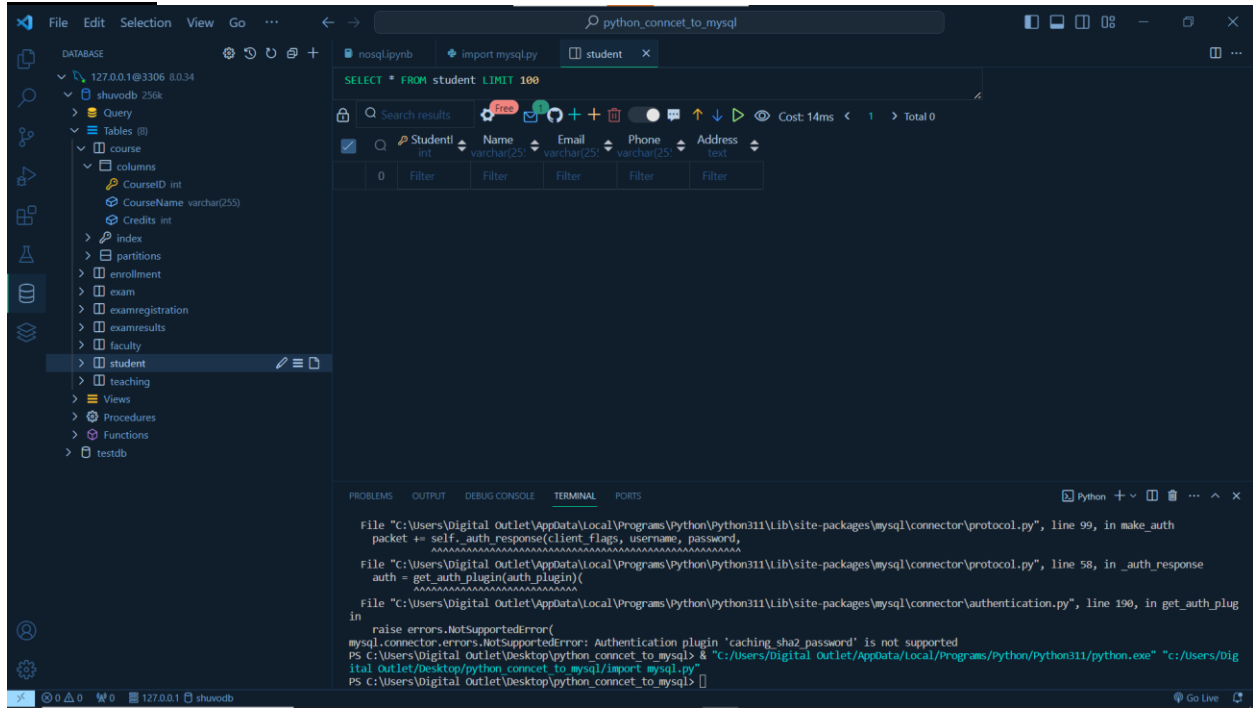 File Edit Selection View Go ··· python_conncet_to_mysql
DATABASE
127.0.0.1@3306 8.0.34
shuvodb 256k
Query
Tables (8)
course
columns
CourseID int
CourseName varchar(255)
Credits int
index
partitions
enrollment
exam
examregistration
examresults
faculty
student
teaching
Views
Procedures
Functions
testdb
nosql.ipynb import mysql.py student
SELECT * FROM student LIMIT 100
Search results Free 1 Cost: 14ms < 1 > Total 0
StudentI Name Email Phone Address
int varchar(25! varchar(25! varchar(25! text
0 Filter Filter Filter Filter Filter
PROBLEMS OUTPUT DEBUG CONSOLE TERMINAL PORTS Python
File "C:\Users\Digital Outlet\AppData\Local\Programs\Python\Python311\Lib\site-packages\mysql\connector\protocol.py", line 99, in make_auth
packet += self._auth_response(client_flags, username, password,
^^^^^^^^^^^^^^^^^^^^^^^^^^^^^^^^^^^^^^^^^^^^^^^^^^^^^
File "C:\Users\Digital Outlet\AppData\Local\Programs\Python\Python311\Lib\site-packages\mysql\connector\protocol.py", line 58, in _auth_response
auth = get_auth_plugin(auth_plugin)(
^^^^^^^^^^^^^^^^^^^^^^^^^^^^
File "C:\Users\Digital Outlet\AppData\Local\Programs\Python\Python311\Lib\site-packages\mysql\connector\authentication.py", line 190, in get_auth_plug
in
raise errors.NotSupportedError(
mysql.connector.errors.NotSupportedError: Authentication plugin 'caching_sha2_password' is not supported
PS C:\Users\Digital Outlet\Desktop\python_conncet_to_mysql> & "C:/Users/Digital Outlet/AppData/Local/Programs/Python/Python311/python.exe" "c:/Users/Dig
ital Outlet/Desktop/python_conncet_to_mysql/import mysql.py"
PS C:\Users\Digital Outlet\Desktop\python_conncet_to_mysql>
0 0 0 127.0.0.1 shuvodb Go Live